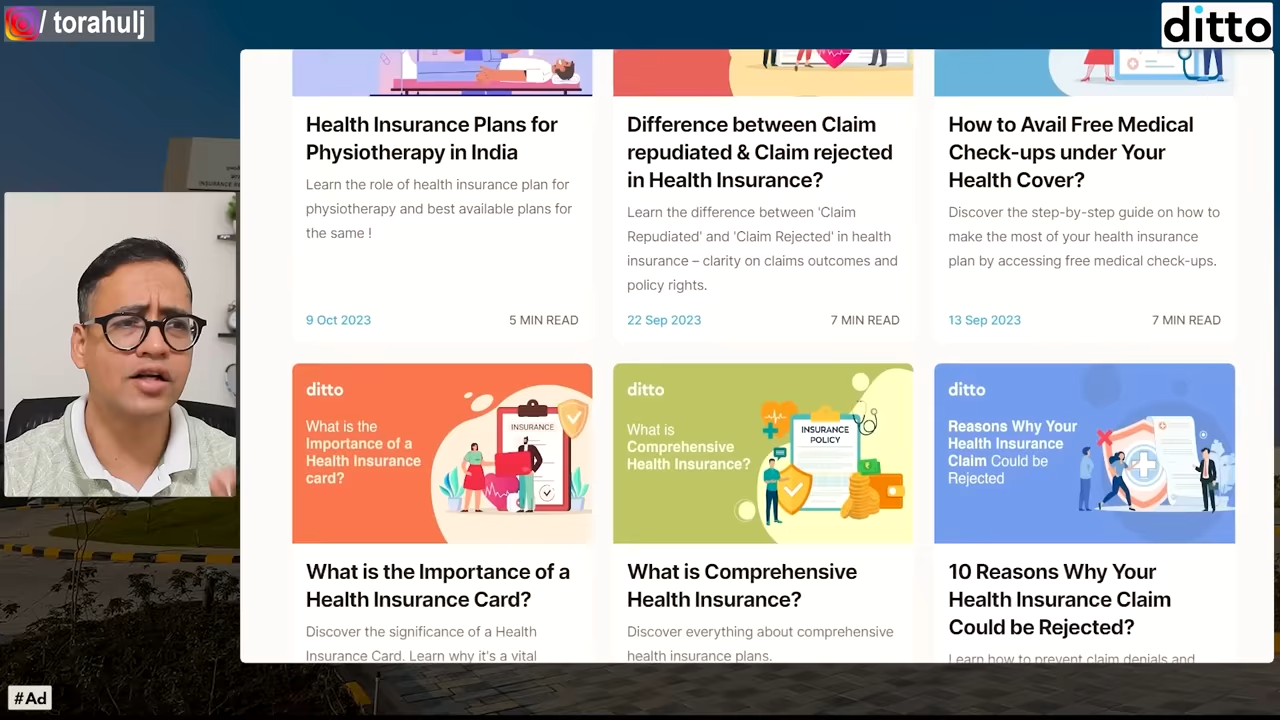 / torahulj
ditto
Health Insurance Plans for
Physiotherapy in India
Learn the role of health insurance plan for
physiotherapy and best available plans for
the same !
9 Oct 2023
5 MIN READ
Difference between Claim
repudiated & Claim rejected
in Health Insurance?
Learn the difference between 'Claim
Repudiated' and 'Claim Rejected' in health
insurance – clarity on claims outcomes and
policy rights.
22 Sep 2023
7 MIN READ
How to Avail Free Medical
Check-ups under Your
Health Cover?
Discover the step-by-step guide on how to
make the most of your health insurance
plan by accessing free medical check-ups.
13 Sep 2023
7 MIN READ
ditto
What is the
Importance of a
Health Insurance
card?
INSURANCE
What is the Importance of a
Health Insurance Card?
Discover the significance of a Health
Insurance Card. Learn why it's a vital
ditto
What is
Comprehensive
Health Insurance?
INSURANCE
POLICY
What is Comprehensive
Health Insurance?
Discover everything about comprehensive
health insurance plans.
ditto
Reasons Why Your
Health Insurance
Claim Could be
Rejected
10 Reasons Why Your
Health Insurance Claim
Could be Rejected?
Learn how to prevent claim denials and
#Ad